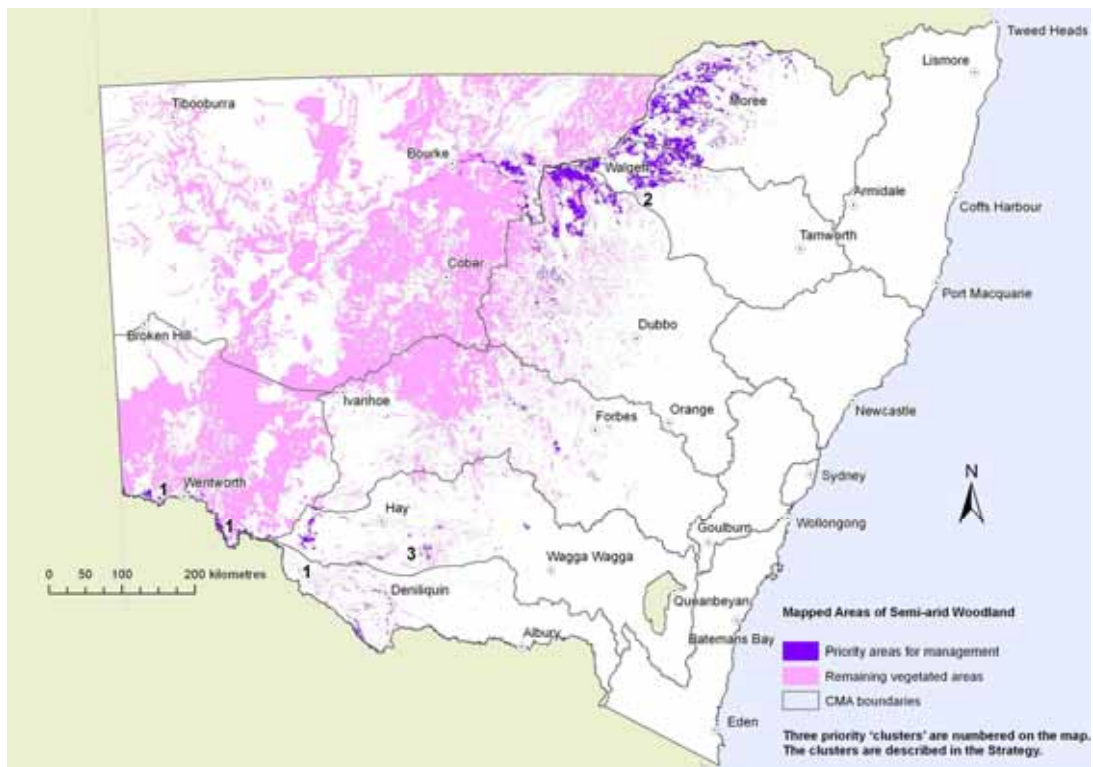 Tweed Heads
Lismore
Tibooburra
Moree
Bourke
Walgett
2
Armidale
Coffs Harbour
Tamworth
Cobar
Port Macquarie
Dubbo
Broken Hill
Ivanhoe
Newcastle
Forbes
Orange
Wentworth
1
Sydney
N
Hay
1
Goulburn
Wollongong
3
Wagga Wagga
1
0 50 100 200 kilometres
Deniliquin
Queanbeyan
Mapped Areas of Semi-arid Woodland
Albury
Batemans Bay
Priority areas for management
Remaining vegetated areas
CMA boundaries
Eden
Three priority 'clusters' are numbered on the map.
The clusters are described in the Strategy.